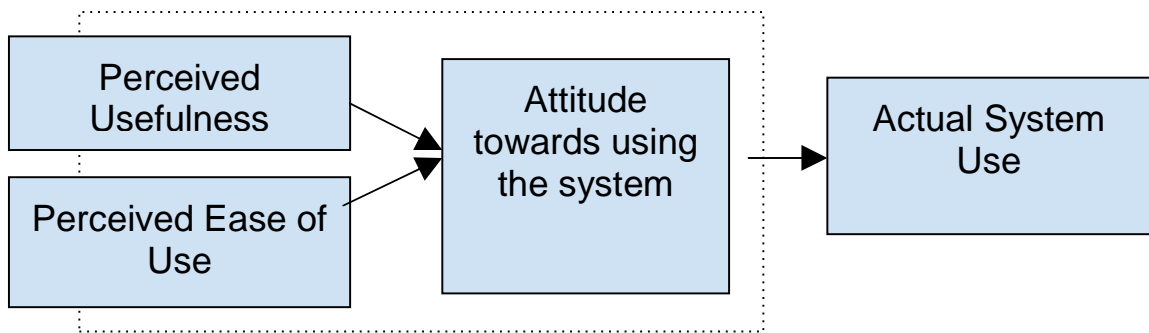 Perceived
Usefulness
Perceived Ease of
Use
Attitude
towards using
the system
Actual System
Use